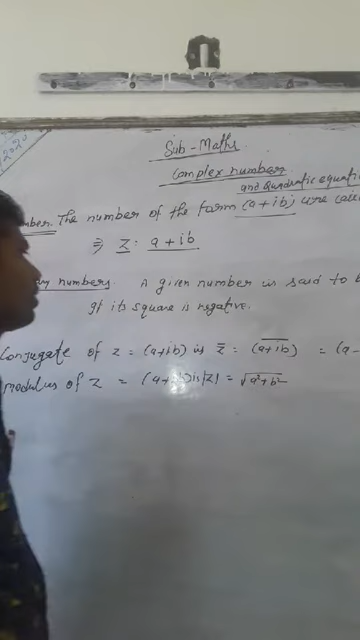 Sub - Maths
Complex numbers
and Quadratic equati
mber. The number of the form (a+ib) are calle
⇒ z : a + ib
ary numbers. A given number is said to b
if its square is negative.
Conjugate of z = (a+ib) is z̄ = (a+ib)̅ = (a-
modulus of z = (a+ib) is |z| = √a²+b²